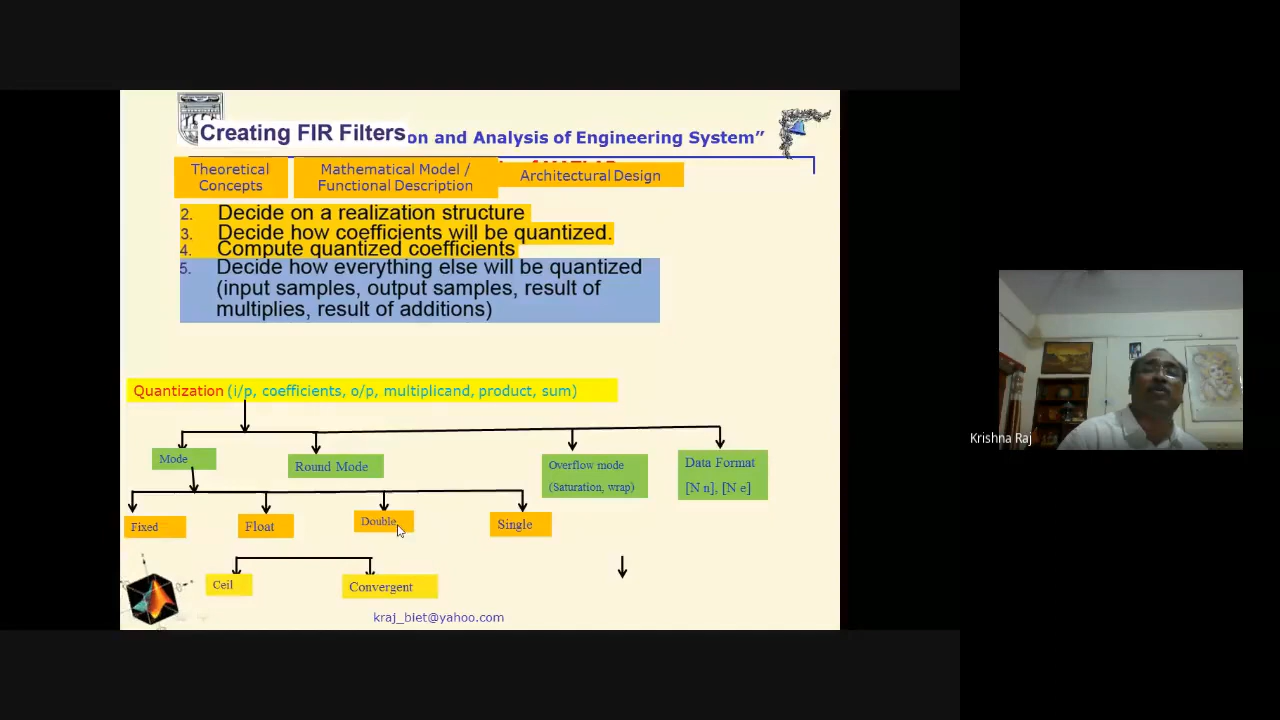 Creating FIR Filters
on and Analysis of Engineering System”
Theoretical
Concepts
Mathematical Model /
Functional Description
Architectural Design
2. Decide on a realization structure
3. Decide how coefficients will be quantized.
4. Compute quantized coefficients
5. Decide how everything else will be quantized
(input samples, output samples, result of
multiplies, result of additions)
Quantization (i/p, coefficients, o/p, multiplicand, product, sum)
Mode
Round Mode
Overflow mode
(Saturation, wrap)
Data Format
[N n], [N e]
Fixed
Float
Double
Single
Ceil
Convergent
kraj_biet@yahoo.com
Krishna Raj